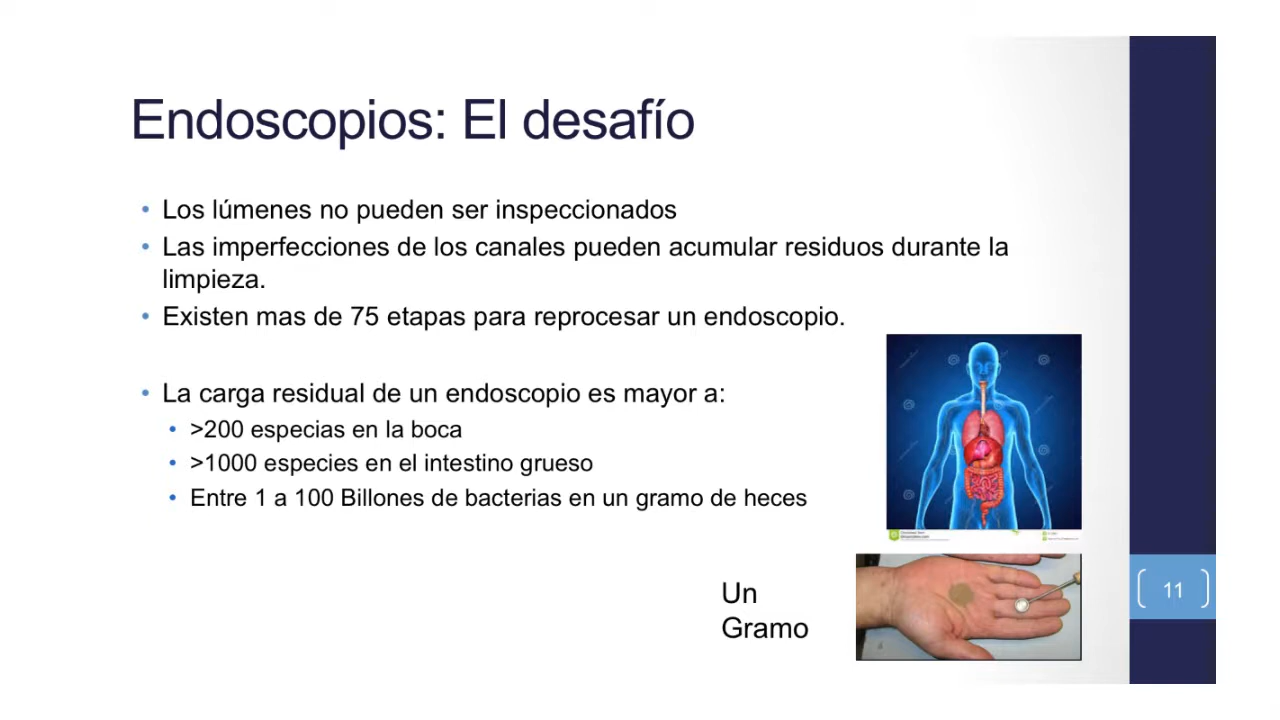 Endoscopios: El desafío
• Los lúmenes no pueden ser inspeccionados
• Las imperfecciones de los canales pueden acumular residuos durante la
limpieza.
• Existen mas de 75 etapas para reprocesar un endoscopio.
• La carga residual de un endoscopio es mayor a:
• >200 especias en la boca
• >1000 especies en el intestino grueso
• Entre 1 a 100 Billones de bacterias en un gramo de heces
Un
Gramo
11